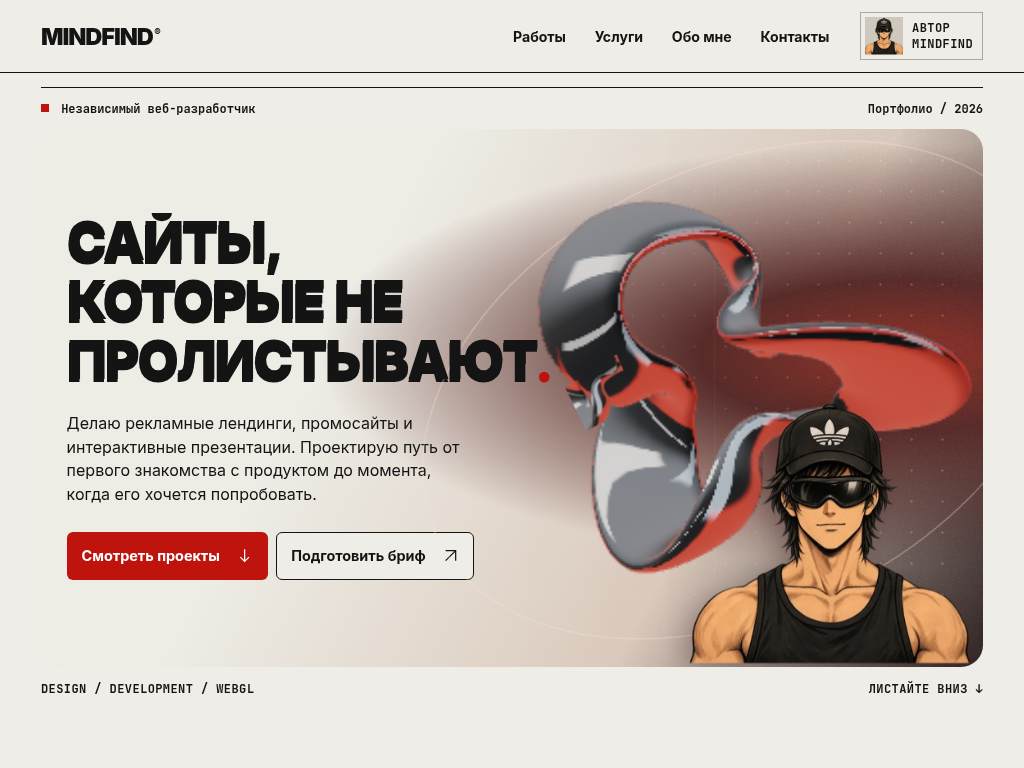 MINDFIND®
Работы Услуги Обо мне Контакты
АВТОР
MINDFIND
Независимый веб-разработчик
Портфолио / 2026
САЙТЫ,
КОТОРЫЕ НЕ
ПРОЛИСТЫВАЮТ.
Делаю рекламные лендинги, промосайты и
интерактивные презентации. Проектирую путь от
первого знакомства с продуктом до момента,
когда его хочется попробовать.
Смотреть проекты ↓
Подготовить бриф ↗
DESIGN / DEVELOPMENT / WEBGL
ЛИСТАЙТЕ ВНИЗ ↓